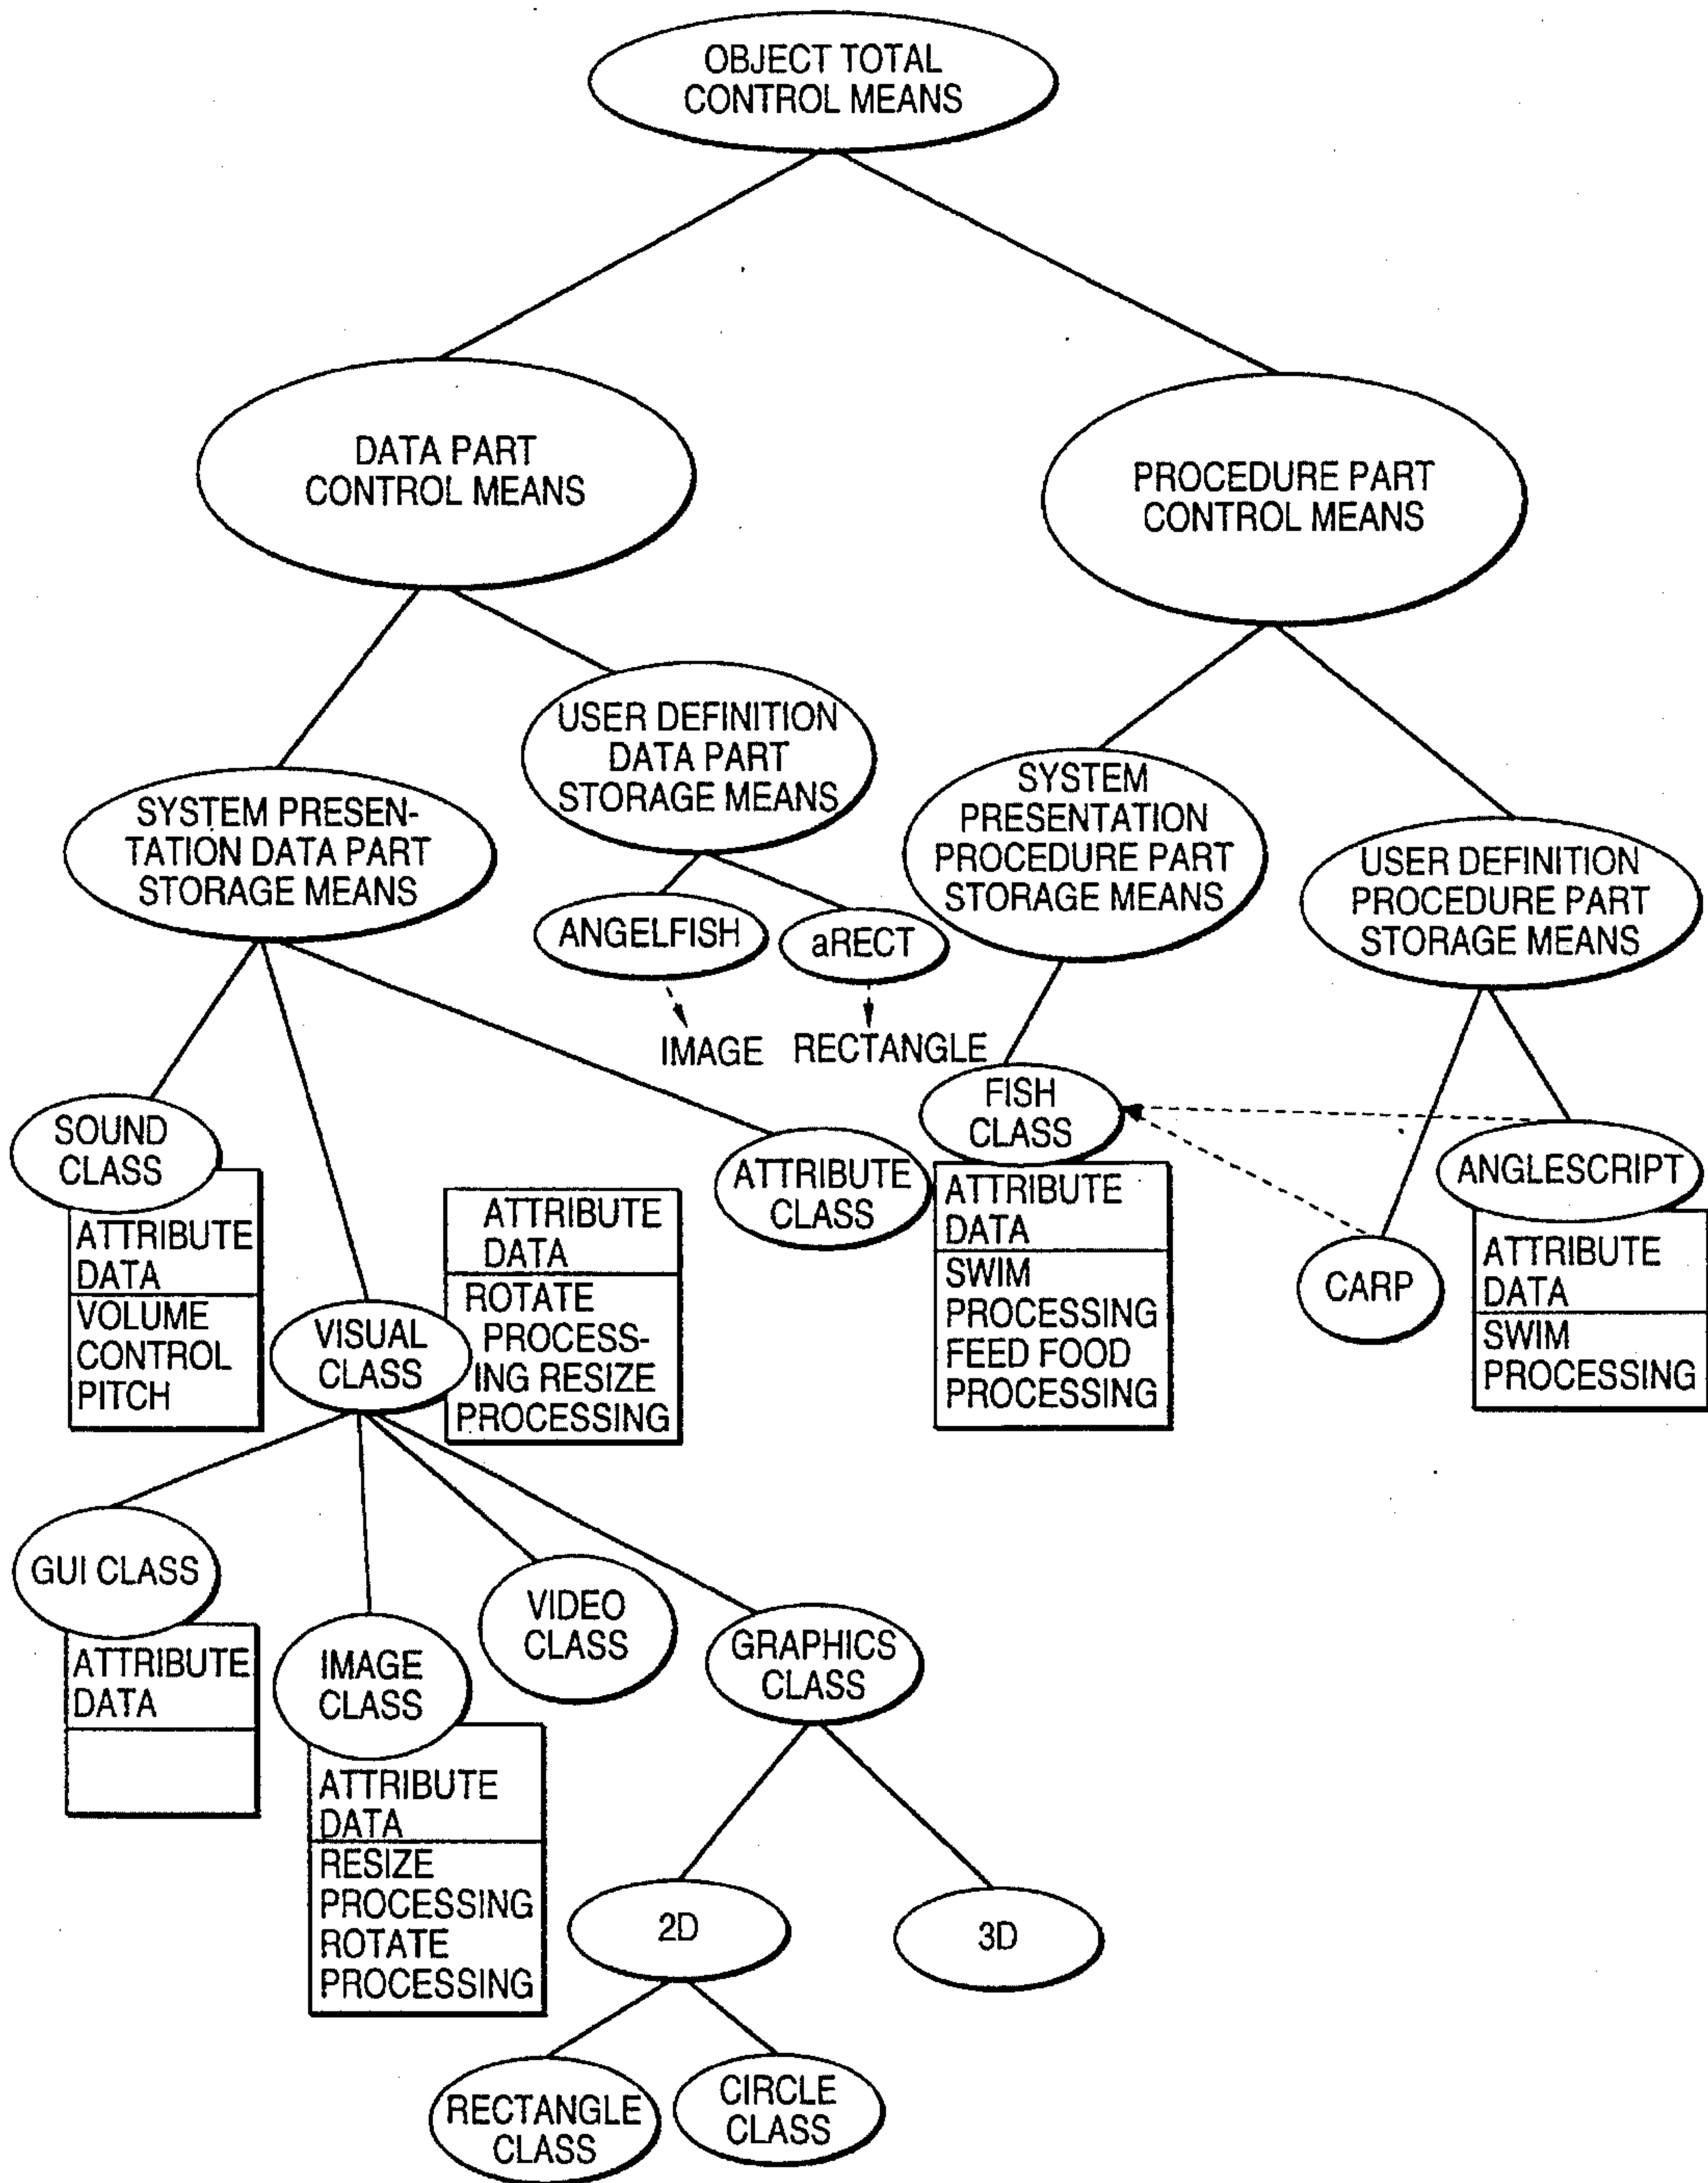 OBJECT TOTAL
CONTROL MEANS
DATA PART
CONTROL MEANS
PROCEDURE PART
CONTROL MEANS
SYSTEM PRESEN-
TATION DATA PART
STORAGE MEANS
USER DEFINITION
DATA PART
STORAGE MEANS
SYSTEM
PRESENTATION
PROCEDURE PART
STORAGE MEANS
USER DEFINITION
PROCEDURE PART
STORAGE MEANS
ANGELFISH
aRECT
IMAGE
RECTANGLE
SOUND
CLASS
ATTRIBUTE
DATA
VOLUME
CONTROL
PITCH
VISUAL
CLASS
ATTRIBUTE
DATA
ROTATE
PROCESS-
ING RESIZE
PROCESSING
ATTRIBUTE
CLASS
FISH
CLASS
ATTRIBUTE
DATA
SWIM
PROCESSING
FEED FOOD
PROCESSING
CARP
ANGLESCRIPT
ATTRIBUTE
DATA
SWIM
PROCESSING
GUI CLASS
ATTRIBUTE
DATA
IMAGE
CLASS
ATTRIBUTE
DATA
RESIZE
PROCESSING
ROTATE
PROCESSING
VIDEO
CLASS
GRAPHICS
CLASS
2D
3D
RECTANGLE
CLASS
CIRCLE
CLASS